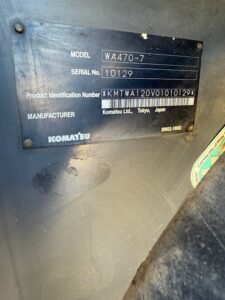 MODEL WA470-7
SERIAL No. 10129
Product Identification Number *KMTWA120V01010129*
MANUFACTURER Komatsu Ltd., Tokyo, Japan
KOMATSU